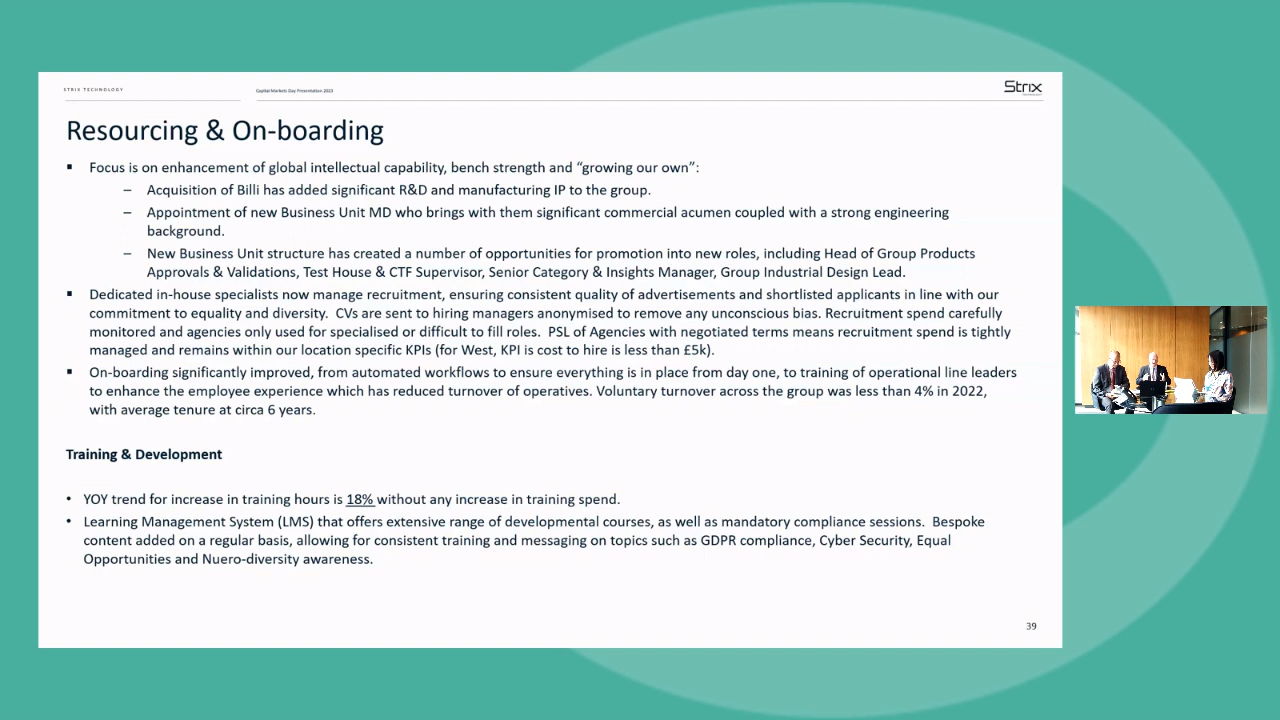 STRIX TECHNOLOGY
Capital Markets Day Presentation 2023
Strix
Resourcing & On-boarding
▪ Focus is on enhancement of global intellectual capability, bench strength and “growing our own”:
– Acquisition of Billi has added significant R&D and manufacturing IP to the group.
– Appointment of new Business Unit MD who brings with them significant commercial acumen coupled with a strong engineering
background.
– New Business Unit structure has created a number of opportunities for promotion into new roles, including Head of Group Products
Approvals & Validations, Test House & CTF Supervisor, Senior Category & Insights Manager, Group Industrial Design Lead.
▪ Dedicated in-house specialists now manage recruitment, ensuring consistent quality of advertisements and shortlisted applicants in line with our
commitment to equality and diversity.  CVs are sent to hiring managers anonymised to remove any unconscious bias. Recruitment spend carefully
monitored and agencies only used for specialised or difficult to fill roles.  PSL of Agencies with negotiated terms means recruitment spend is tightly
managed and remains within our location specific KPIs (for West, KPI is cost to hire is less than £5k).
▪ On-boarding significantly improved, from automated workflows to ensure everything is in place from day one, to training of operational line leaders
to enhance the employee experience which has reduced turnover of operatives. Voluntary turnover across the group was less than 4% in 2022,
with average tenure at circa 6 years.
Training & Development
• YOY trend for increase in training hours is 18% without any increase in training spend.
• Learning Management System (LMS) that offers extensive range of developmental courses, as well as mandatory compliance sessions.  Bespoke
content added on a regular basis, allowing for consistent training and messaging on topics such as GDPR compliance, Cyber Security, Equal
Opportunities and Nuero-diversity awareness.
39